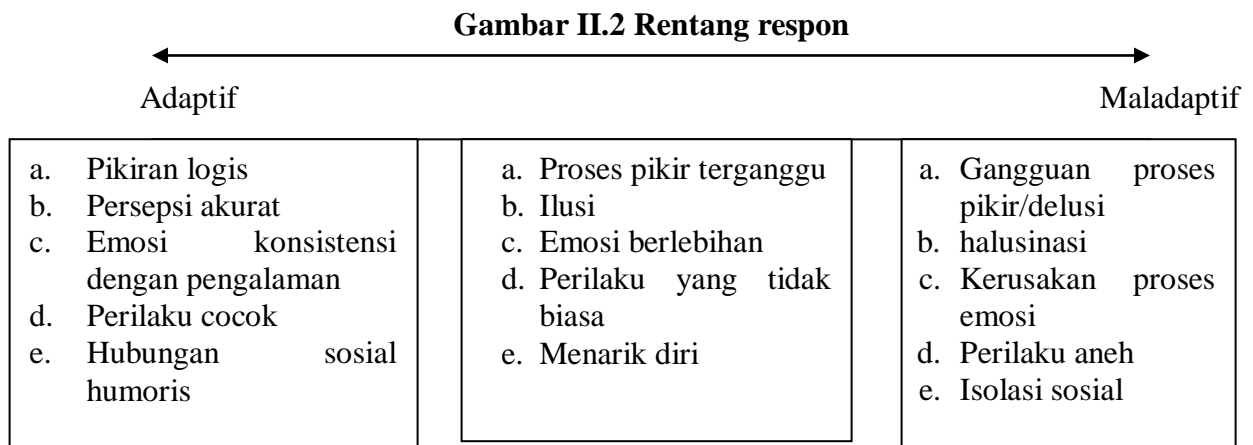 Gambar II.2 Rentang respon
Adaptif Maladaptif
a. Pikiran logis
b. Persepsi akurat
c. Emosi konsistensi
dengan pengalaman
d. Perilaku cocok
e. Hubungan sosial
humoris
a. Proses pikir terganggu
b. Ilusi
c. Emosi berlebihan
d. Perilaku yang tidak
biasa
e. Menarik diri
a. Gangguan proses
pikir/delusi
b. halusinasi
c. Kerusakan proses
emosi
d. Perilaku aneh
e. Isolasi sosial